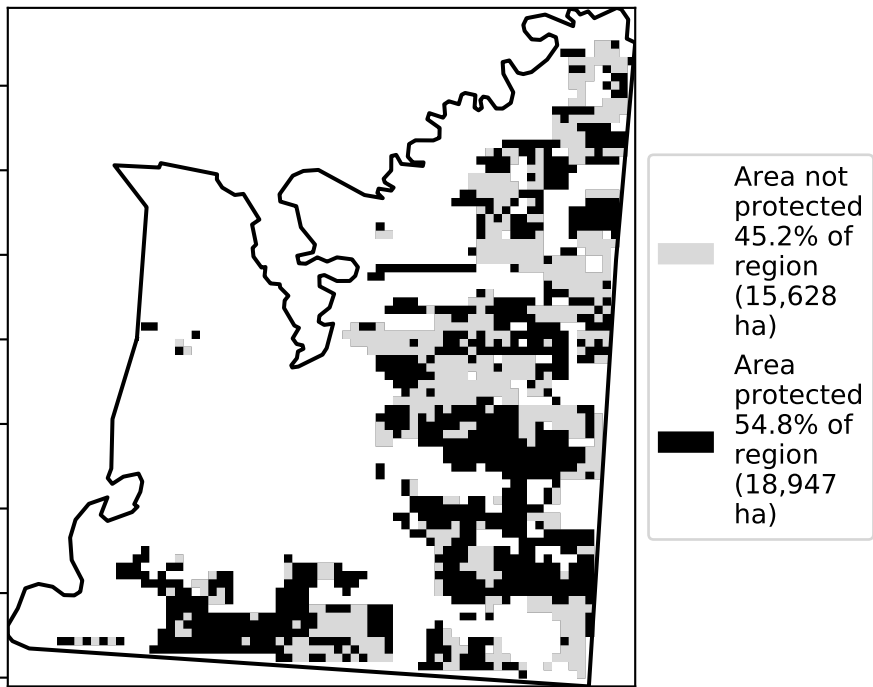 Area not
protected
45.2% of
region
(15,628
ha)
Area
protected
54.8% of
region
(18,947
ha)